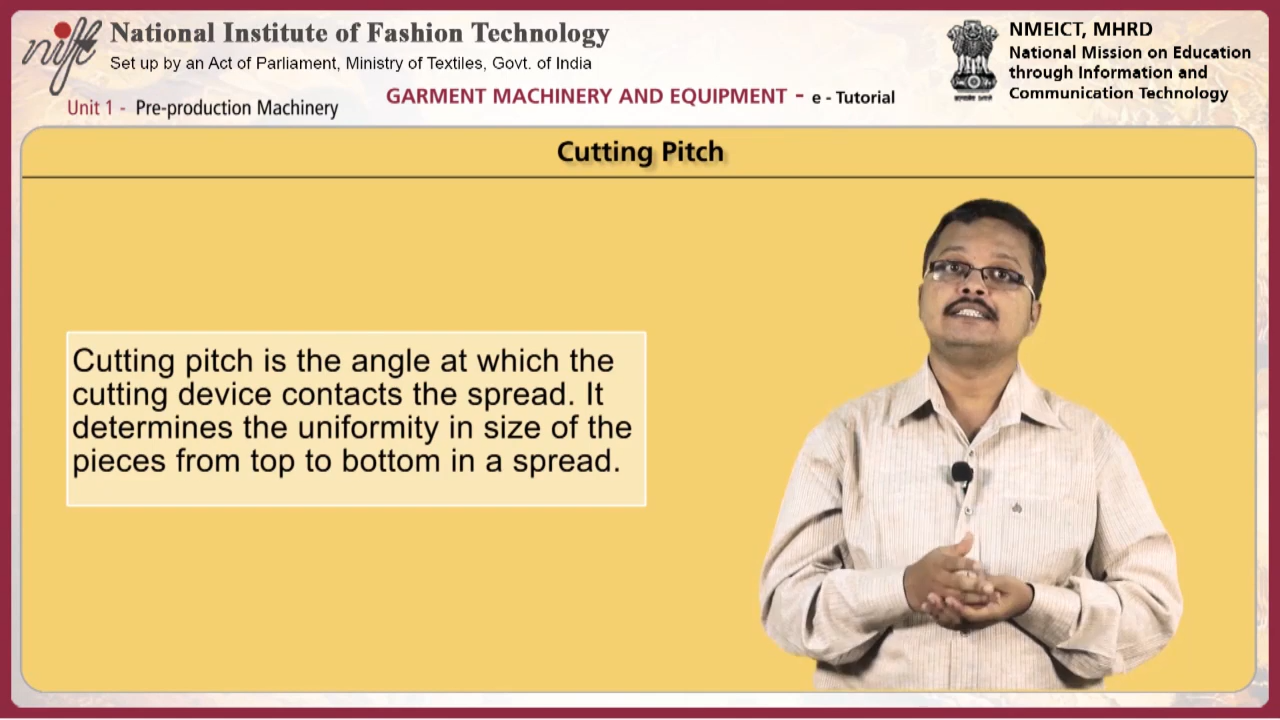 nift
National Institute of Fashion Technology
Set up by an Act of Parliament, Ministry of Textiles, Govt. of India
Unit 1 - Pre-production Machinery
GARMENT MACHINERY AND EQUIPMENT - e - Tutorial
NMEICT, MHRD
National Mission on Education
through Information and
Communication Technology
Cutting Pitch
Cutting pitch is the angle at which the
cutting device contacts the spread. It
determines the uniformity in size of the
pieces from top to bottom in a spread.